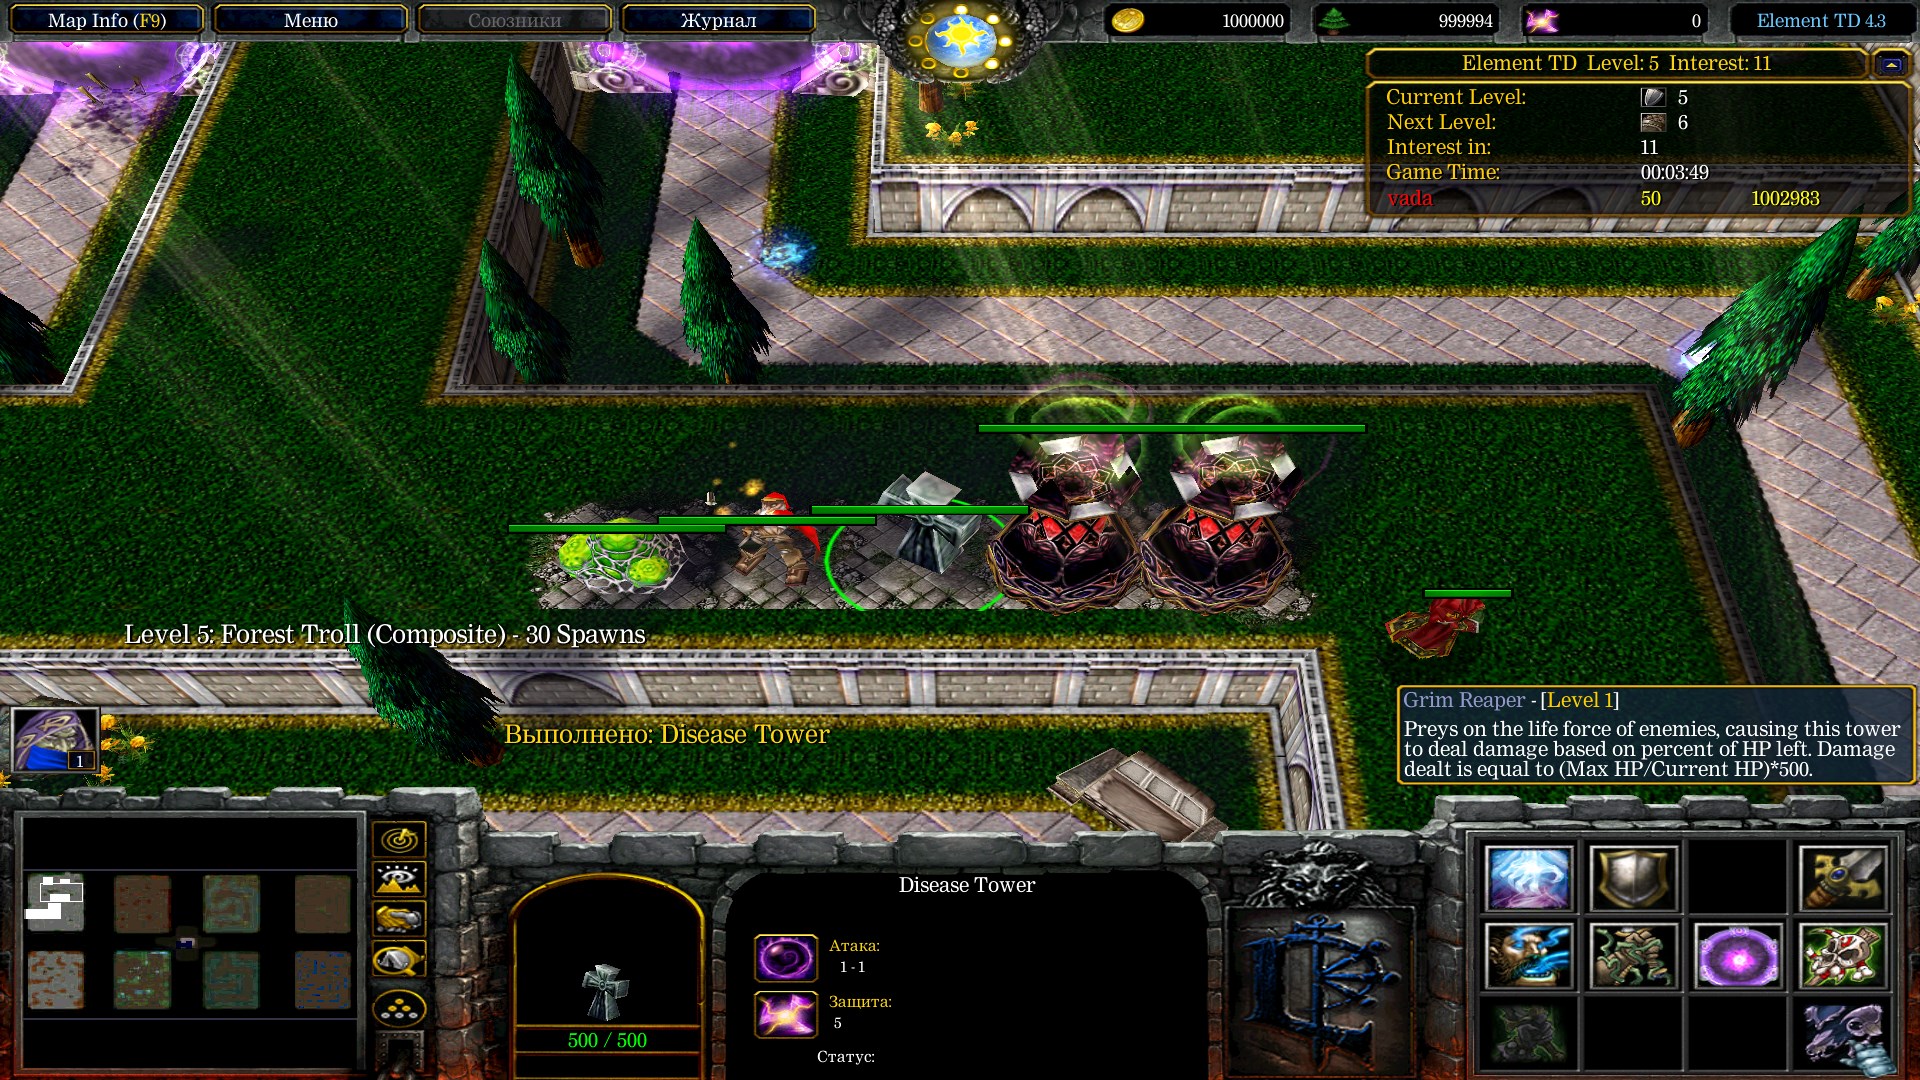 Map Info (F9)
Меню
Союзники
Журнал
1000000
999994
0
Element TD 4.3
Element TD Level: 5 Interest: 11
Current Level: 5
Next Level: 6
Interest in: 11
Game Time: 00:03:49
vada 50 1002983
Level 5: Forest Troll (Composite) - 30 Spawns
Выполнено: Disease Tower
1
Grim Reaper - [Level 1]
Preys on the life force of enemies, causing this tower
to deal damage based on percent of HP left. Damage
dealt is equal to (Max HP/Current HP)*500.
Disease Tower
Атака:
1 - 1
Защита:
5
Статус:
500 / 500